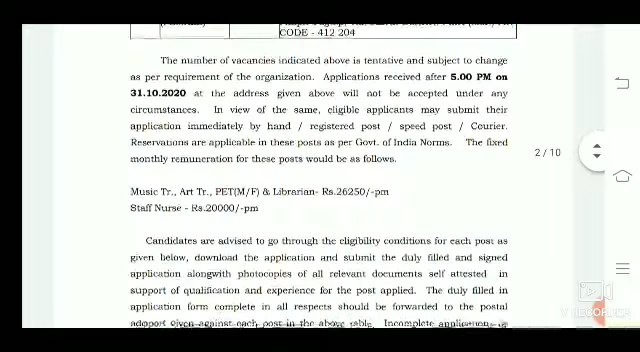 CODE - 412 204
The number of vacancies indicated above is tentative and subject to change
as per requirement of the organization. Applications received after 5.00 PM on
31.10.2020 at the address given above will not be accepted under any
circumstances. In view of the same, eligible applicants may submit their
application immediately by hand / registered post / speed post / Courier.
Reservations are applicable in these posts as per Govt. of India Norms. The fixed
monthly remuneration for these posts would be as follows.
2 / 10
Music Tr., Art Tr., PET(M/F) & Librarian- Rs.26250/-pm
Staff Nurse - Rs.20000/-pm
Candidates are advised to go through the eligibility conditions for each post as
given below, download the application and submit the duly filled and signed
application alongwith photocopies of all relevant documents self attested in
support of qualification and experience for the post applied. The duly filled in
application form complete in all respects should be forwarded to the postal
given against each post in the above table. Incomplete application